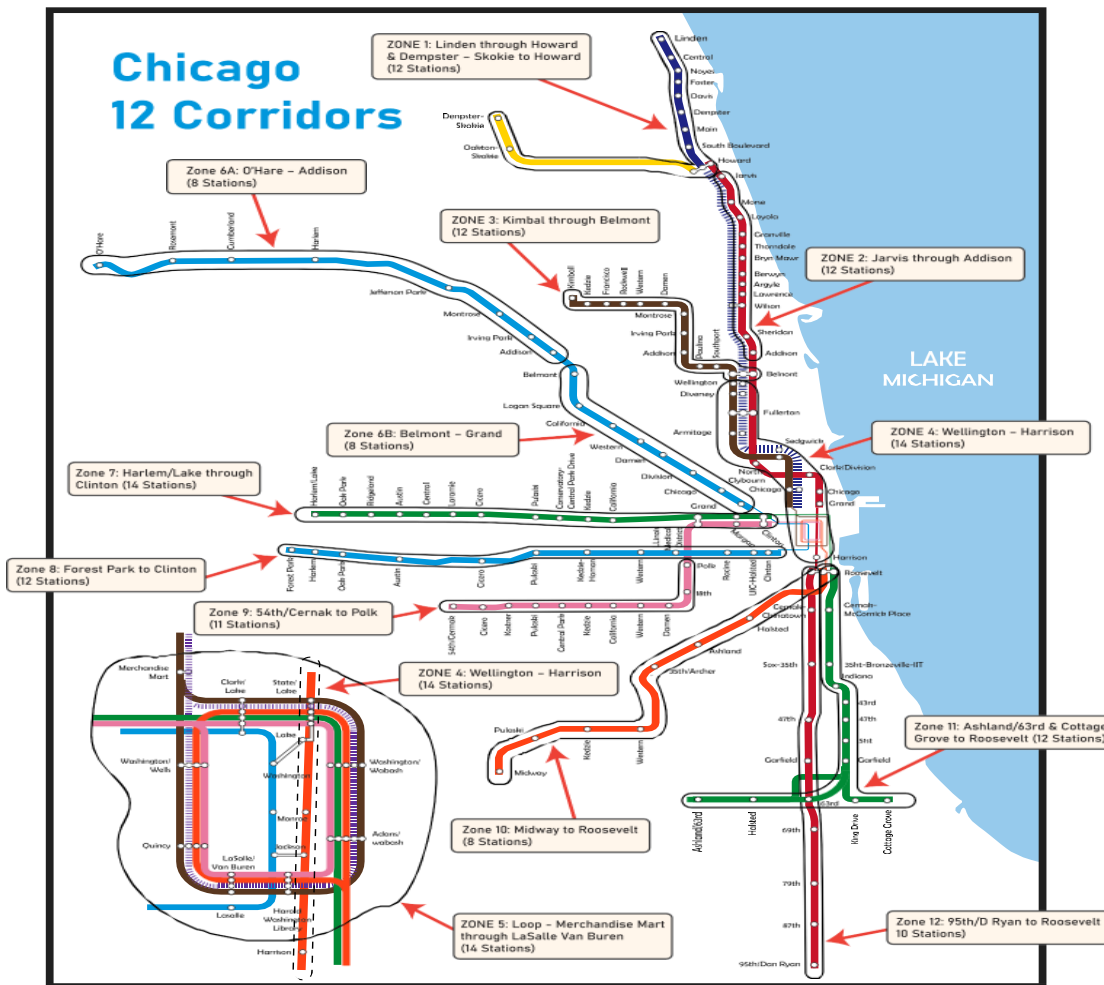 Chicago
12 Corridors
ZONE 1: Linden through Howard
& Dempster – Skokie to Howard
(12 Stations)
Zone 6A: O'Hare – Addison
(8 Stations)
ZONE 3: Kimbal through Belmont
(12 Stations)
ZONE 2: Jarvis through Addison
(12 Stations)
Zone 6B: Belmont – Grand
(8 Stations)
ZONE 4: Wellington – Harrison
(14 Stations)
Zone 7: Harlem/Lake through
Clinton (14 Stations)
Zone 8: Forest Park to Clinton
(12 Stations)
Zone 9: 54th/Cernak to Polk
(11 Stations)
ZONE 4: Wellington – Harrison
(14 Stations)
Zone 10: Midway to Roosevelt
(8 Stations)
Zone 11: Ashland/63rd & Cottage
Grove to Roosevelt (12 Stations)
ZONE 5: Loop - Merchandise Mart
through LaSalle Van Buren
(14 Stations)
Zone 12: 95th/D Ryan to Roosevelt
10 Stations)
LAKE
MICHIGAN
Linden
Central
Noyes
Foster
Davis
Dempster
Main
South Boulevard
Howard
Dempster-
Skokie
Oakton-
Skokie
Jarvis
Morse
Loyola
Granville
Thorndale
Bryn Mawr
Berwyn
Argyle
Lawrence
Wilson
Sheridan
Addison
Belmont
Fullerton
Sedgwick
Clark/Division
North
Clybourn
Chicago
Chicago
Grand
Harrison
Roosevelt
Kimball
Kedzie
Francisco
Rockwell
Western
Damen
Montrose
Irving Park
Addison
Paulina
Southport
Wellington
Diversey
Armitage
O'Hare
Rosemont
Cumberland
Harlem
Jefferson Park
Montrose
Irving Park
Addison
Belmont
Logan Square
California
Western
Damen
Division
Chicago
Grand
Harlem/Lake
Oak Park
Ridgeland
Austin
Central
Laramie
Cicero
Pulaski
Conservatory-
Central Park Drive
Kedzie
California
Morgan
Clinton
Forest Park
Harlem
Oak Park
Austin
Cicero
Pulaski
Kedzie-
Homan
Western
Illinois
Medical
District
Racine
UIC-Halsted
Clinton
54th/Cermak
Cicero
Kostner
Pulaski
Central Park
Kedzie
California
Western
Damen
18th
Polk
Midway
Pulaski
Kedzie
Western
35th/Archer
Ashland
Halsted
Cermak-
Chinatown
Sox-35th
47th
Garfield
63rd
69th
79th
87th
95th/Dan Ryan
Cermak-
McCormick Place
35ht-Bronzeville-IIT
Indiana
43rd
47th
51st
Garfield
Ashland/63rd
Halsted
King Drive
Cottage Grove
Merchandise
Mart
Clark/
Lake
State/
Lake
Lake
Washington/
Wells
Washington
Washington/
Wabash
Monroe
Quincy
Jackson
Adams/
wabash
LaSalle/
Van Buren
Lasalle
Harold
Washington
Library
Harrison